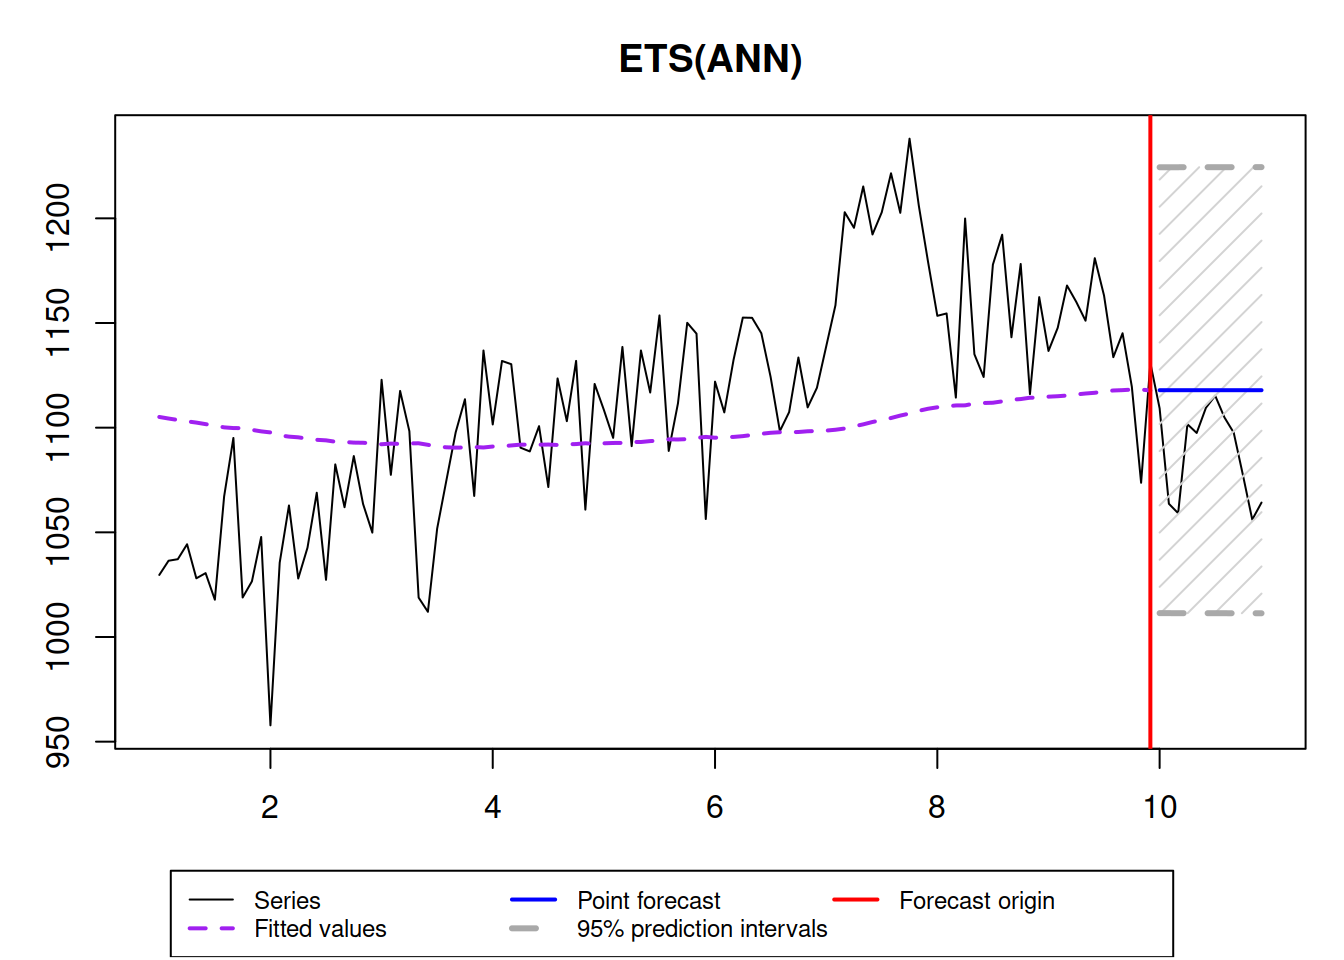 ETS(ANN)
1200
1150
1100
1050
1000
950
2 4 6 8 10
Series Point forecast Forecast origin
Fitted values 95% prediction intervals